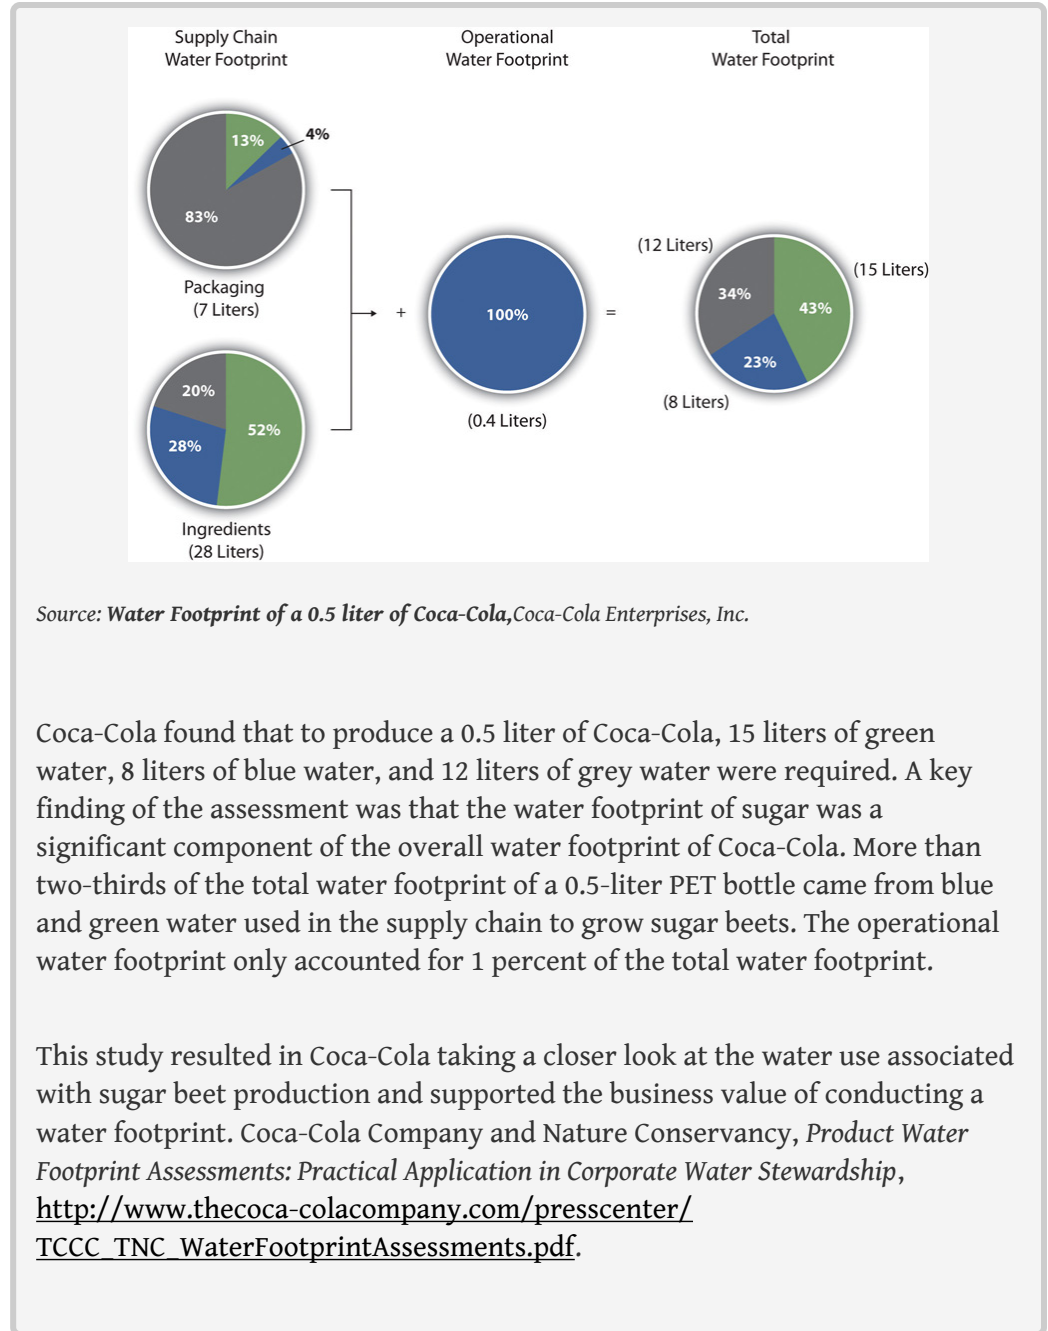 Supply Chain
Water Footprint
Operational
Water Footprint
Total
Water Footprint
13%
4%
83%
Packaging
(7 Liters)
20%
52%
28%
Ingredients
(28 Liters)
+
100%
(0.4 Liters)
=
(12 Liters)
(15 Liters)
34%
43%
23%
(8 Liters)
Source: Water Footprint of a 0.5 liter of Coca-Cola,Coca-Cola Enterprises, Inc.
Coca-Cola found that to produce a 0.5 liter of Coca-Cola, 15 liters of green
water, 8 liters of blue water, and 12 liters of grey water were required. A key
finding of the assessment was that the water footprint of sugar was a
significant component of the overall water footprint of Coca-Cola. More than
two-thirds of the total water footprint of a 0.5-liter PET bottle came from blue
and green water used in the supply chain to grow sugar beets. The operational
water footprint only accounted for 1 percent of the total water footprint.
This study resulted in Coca-Cola taking a closer look at the water use associated
with sugar beet production and supported the business value of conducting a
water footprint. Coca-Cola Company and Nature Conservancy, Product Water
Footprint Assessments: Practical Application in Corporate Water Stewardship,
http://www.thecoca-colacompany.com/presscenter/
TCCC_TNC_WaterFootprintAssessments.pdf.